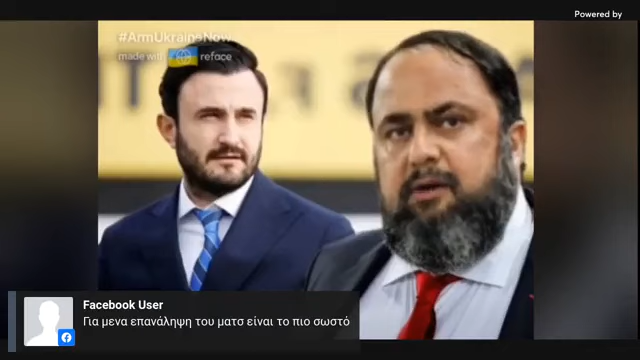 Powered by
#ArmUkraineNow
made with reface
Facebook User
Για μενα επανάληψη του ματσ είναι το πιο σωστό